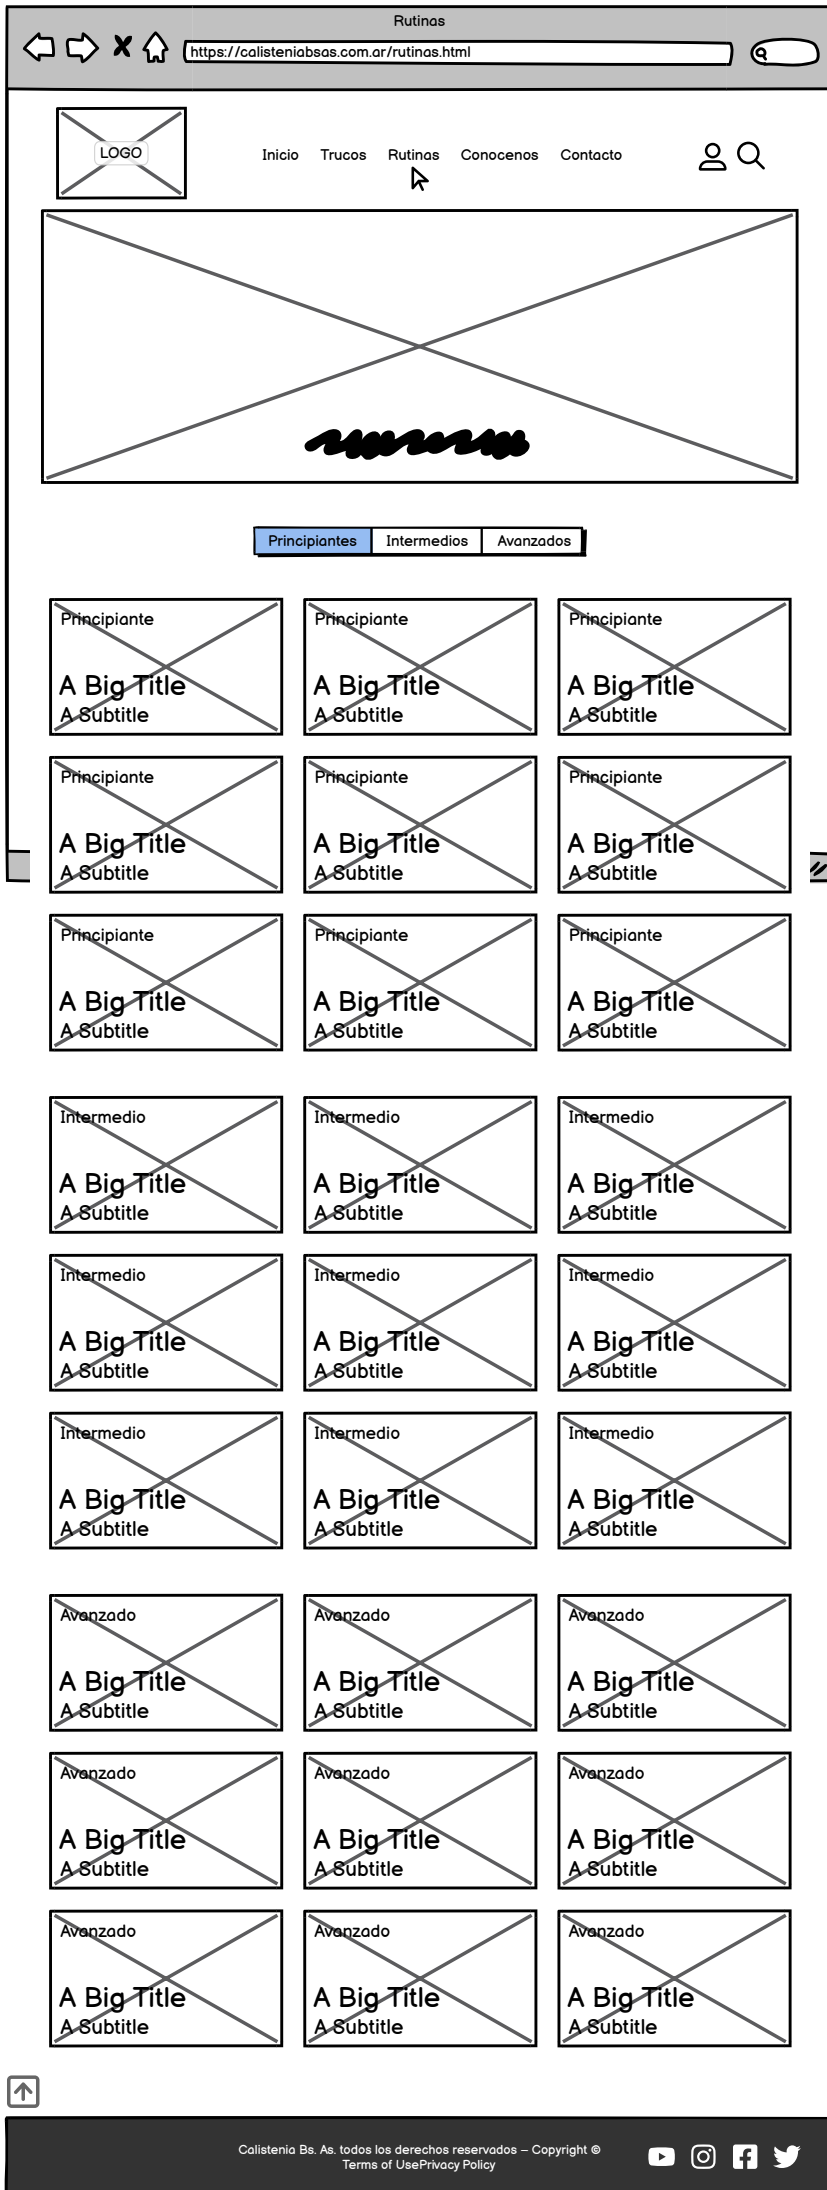 Rutinas
https://calisteniabsas.com.ar/rutinas.html
LOGO
Inicio Trucos Rutinas Conocenos Contacto
Principiantes Intermedios Avanzados
Principiante Principiante Principiante
A Big Title A Big Title A Big Title
A Subtitle A Subtitle A Subtitle
Principiante Principiante Principiante
A Big Title A Big Title A Big Title
A Subtitle A Subtitle A Subtitle
Principiante Principiante Principiante
A Big Title A Big Title A Big Title
A Subtitle A Subtitle A Subtitle
Intermedio Intermedio Intermedio
A Big Title A Big Title A Big Title
A Subtitle A Subtitle A Subtitle
Intermedio Intermedio Intermedio
A Big Title A Big Title A Big Title
A Subtitle A Subtitle A Subtitle
Intermedio Intermedio Intermedio
A Big Title A Big Title A Big Title
A Subtitle A Subtitle A Subtitle
Avanzado Avanzado Avanzado
A Big Title A Big Title A Big Title
A Subtitle A Subtitle A Subtitle
Avanzado Avanzado Avanzado
A Big Title A Big Title A Big Title
A Subtitle A Subtitle A Subtitle
Avanzado Avanzado Avanzado
A Big Title A Big Title A Big Title
A Subtitle A Subtitle A Subtitle
Calistenia Bs. As. todos los derechos reservados – Copyright ©
Terms of UsePrivacy Policy